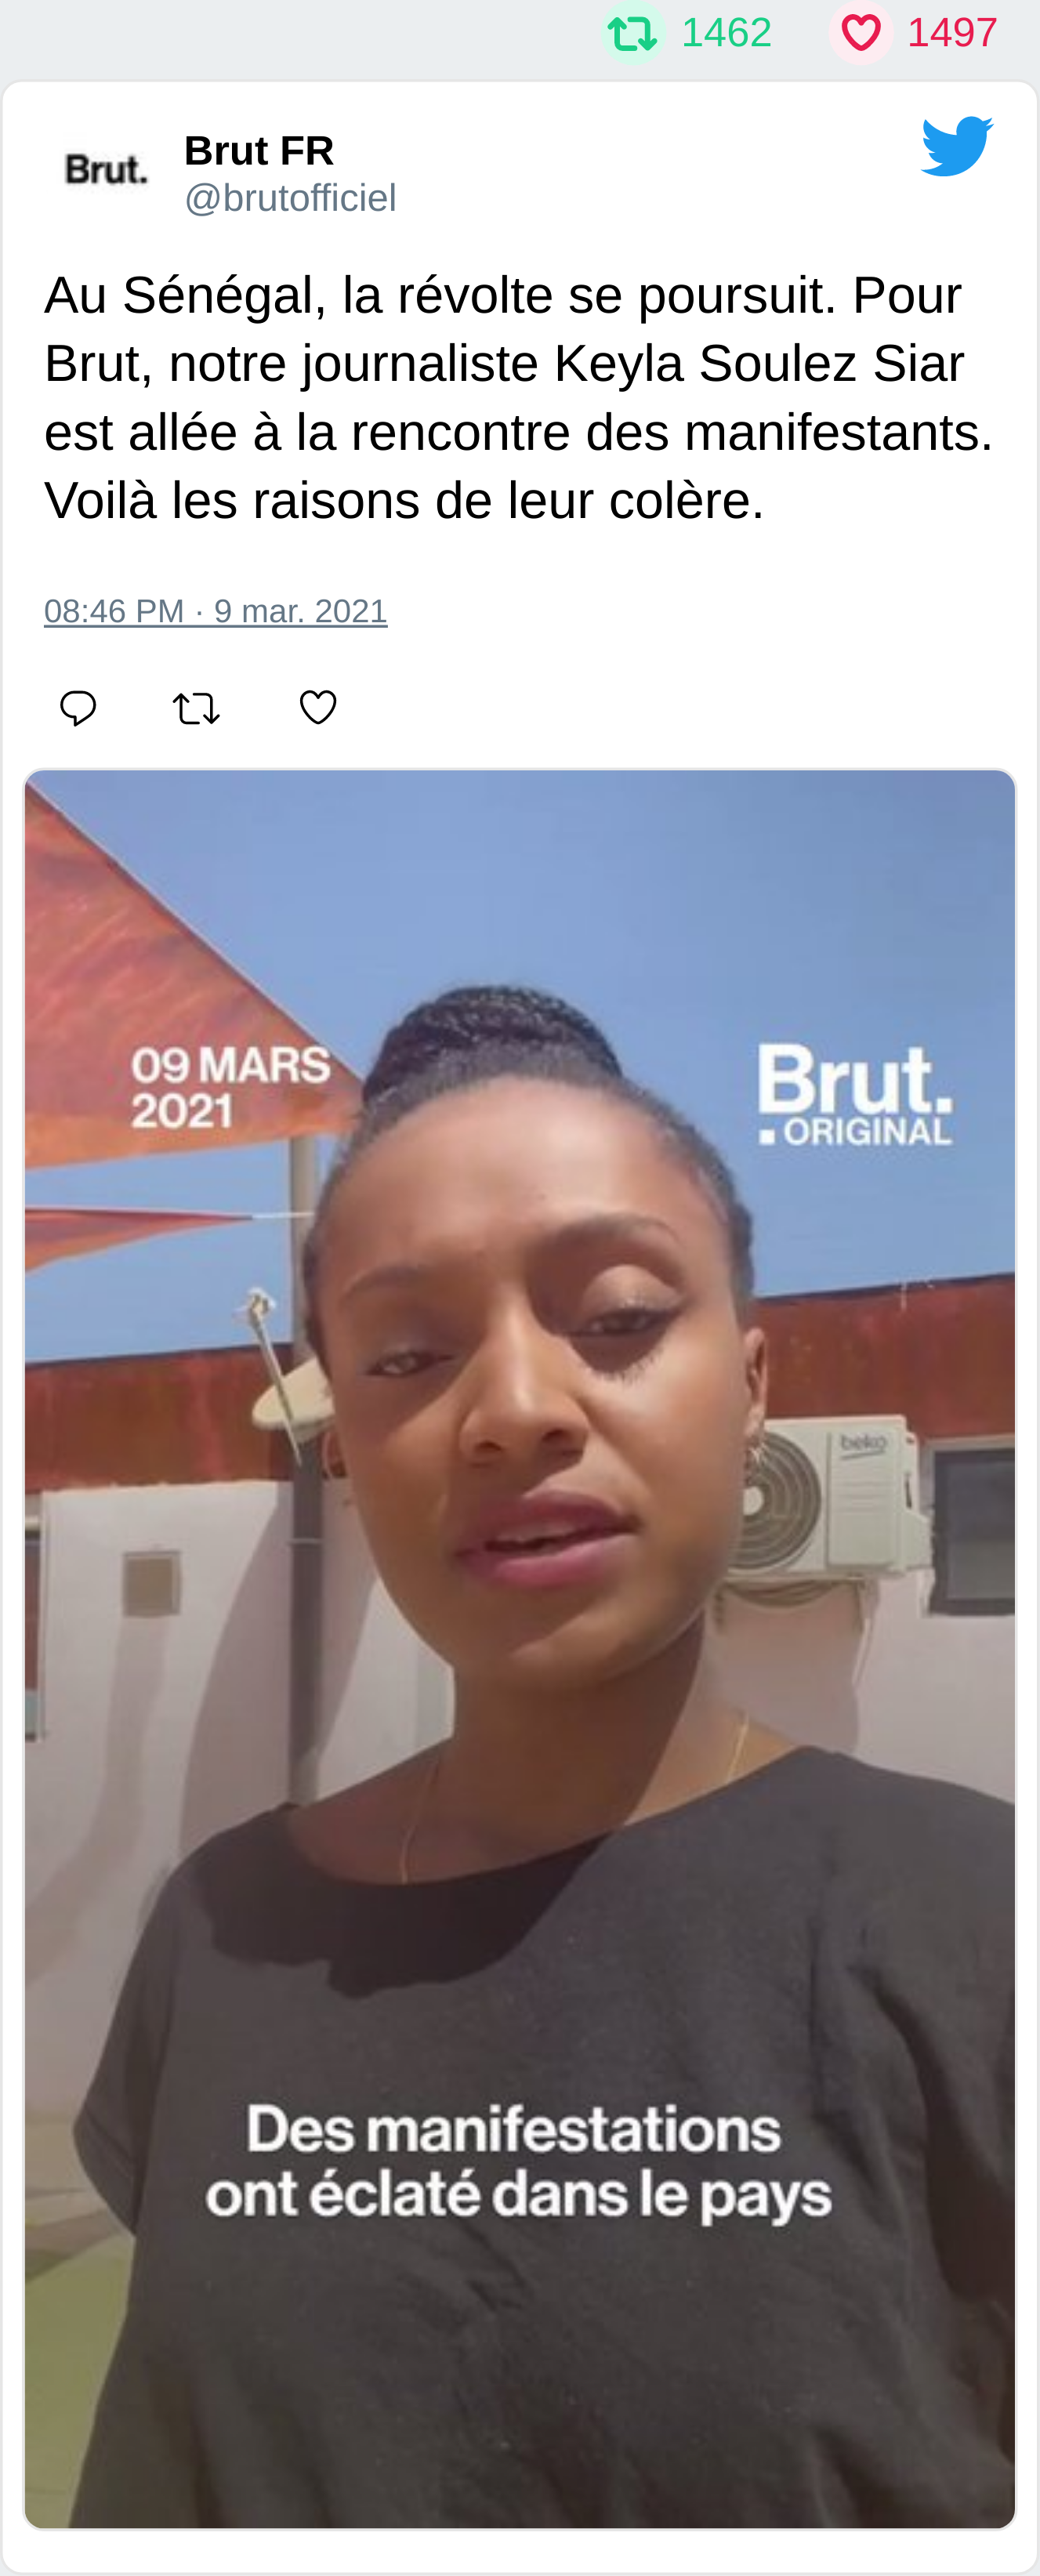 1462 1497
Brut.
Brut FR
@brutofficiel
Au Sénégal, la révolte se poursuit. Pour
Brut, notre journaliste Keyla Soulez Siar
est allée à la rencontre des manifestants.
Voilà les raisons de leur colère.
08:46 PM · 9 mar. 2021
09 MARS
2021
Brut.
ORIGINAL
beko
Des manifestations
ont éclaté dans le pays